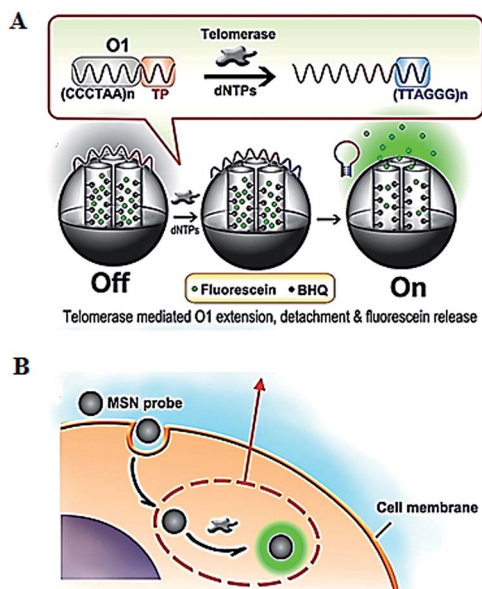 A
O1
Telomerase
dNTPs
(CCCTAA)n TP
(TTAGGG)n
dNTPs
Off
On
Fluorescein BHQ
Telomerase mediated O1 extension, detachment & fluorescein release
B
MSN probe
Cell membrane